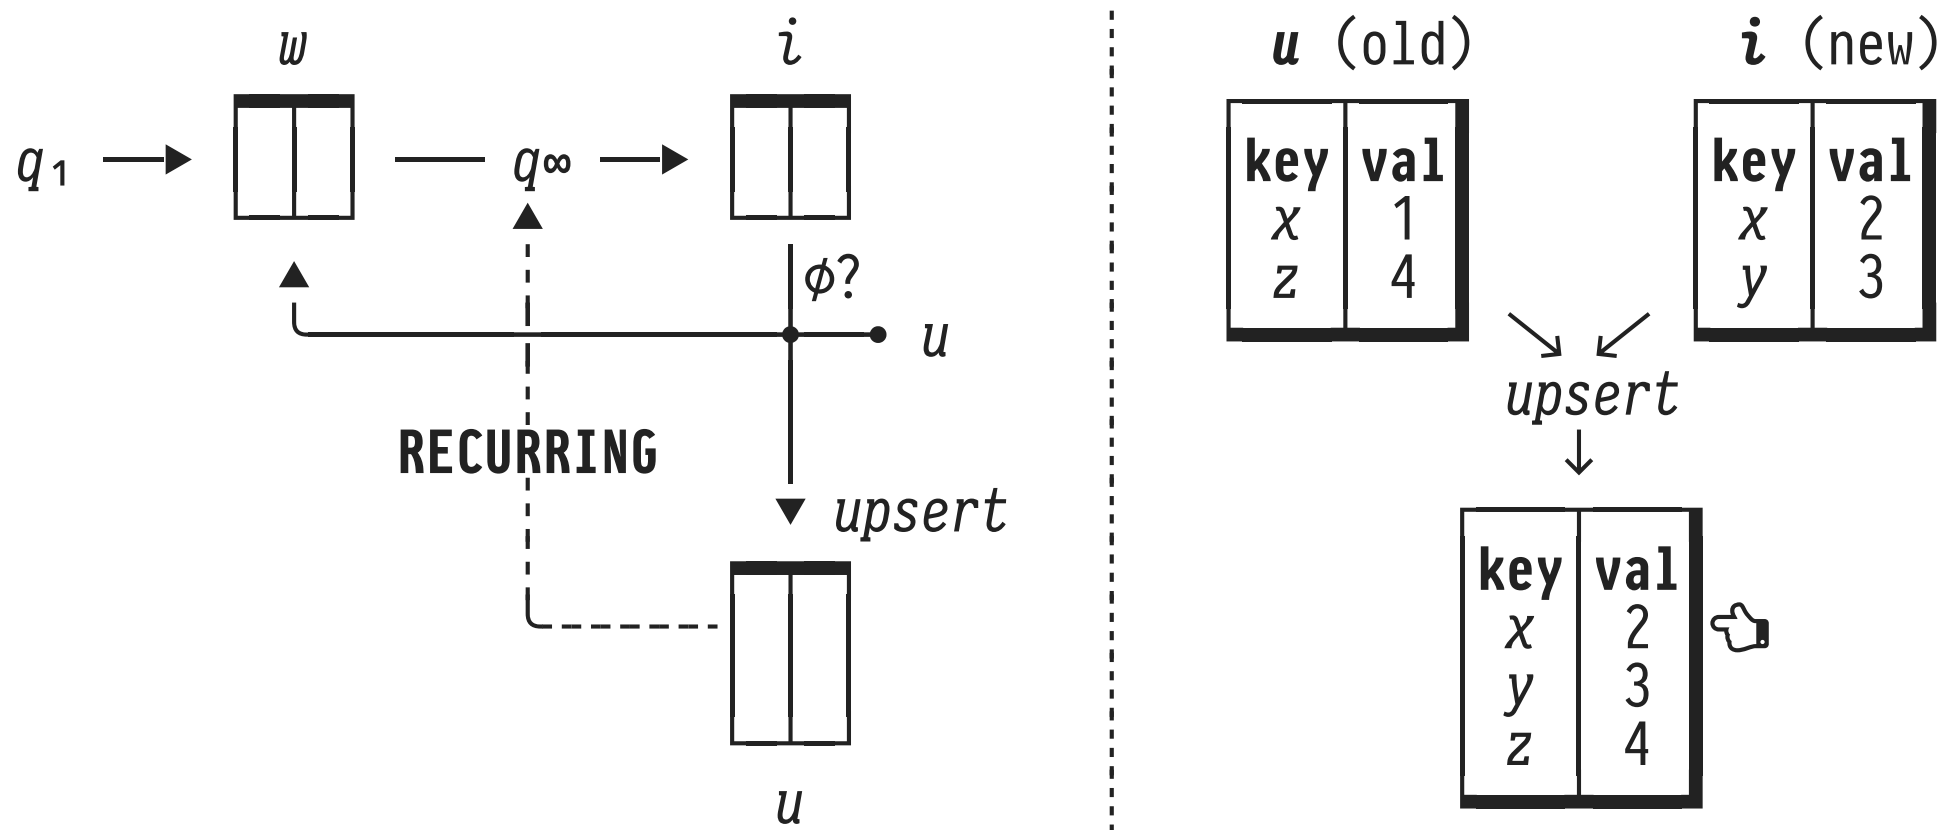 w
i
q1
q∞
ϕ?
u
RECURRING
upsert
u
u (old)
key val
x 1
z 4
i (new)
key val
x 2
y 3
upsert
key val
x 2
y 3
z 4